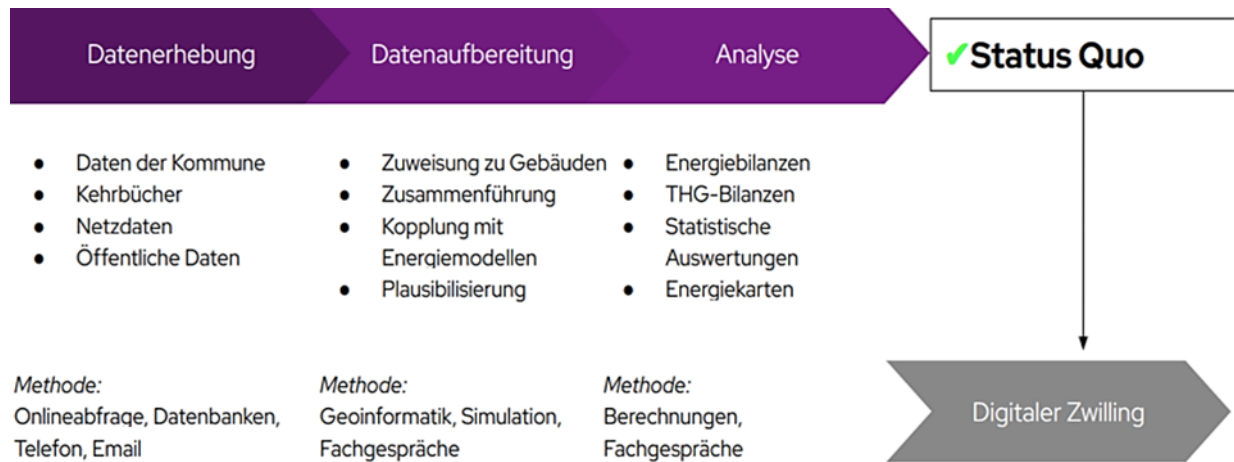 Datenerhebung
Datenaufbereitung
Analyse
✔Status Quo
● Daten der Kommune
● Kehrbücher
● Netzdaten
● Öffentliche Daten
● Zuweisung zu Gebäuden
● Zusammenführung
● Kopplung mit
Energiemodellen
● Plausibilisierung
● Energiebilanzen
● THG-Bilanzen
● Statistische
Auswertungen
● Energiekarten
Methode:
Onlineabfrage, Datenbanken,
Telefon, Email
Methode:
Geoinformatik, Simulation,
Fachgespräche
Methode:
Berechnungen,
Fachgespräche
Digitaler Zwilling